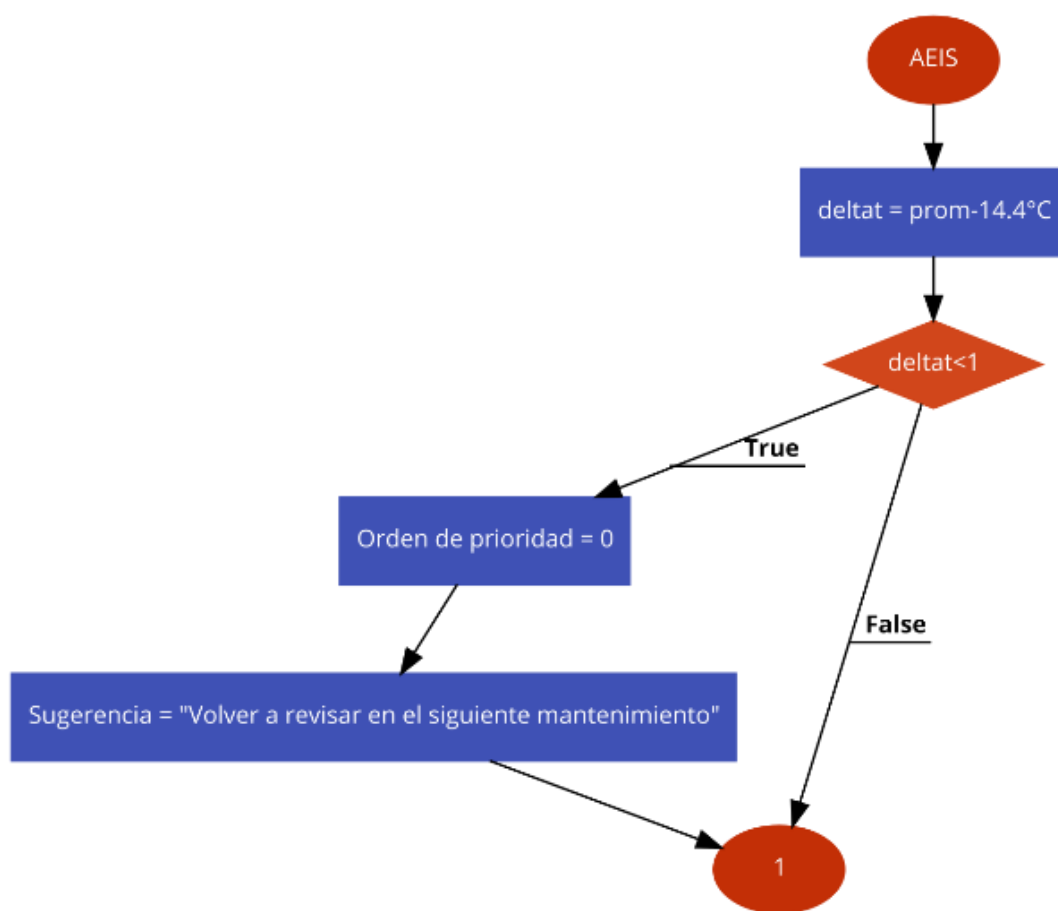 AEIS
deltat = prom-14.4°C
deltat<1
True
Orden de prioridad = 0
False
Sugerencia = "Volver a revisar en el siguiente mantenimiento"
1